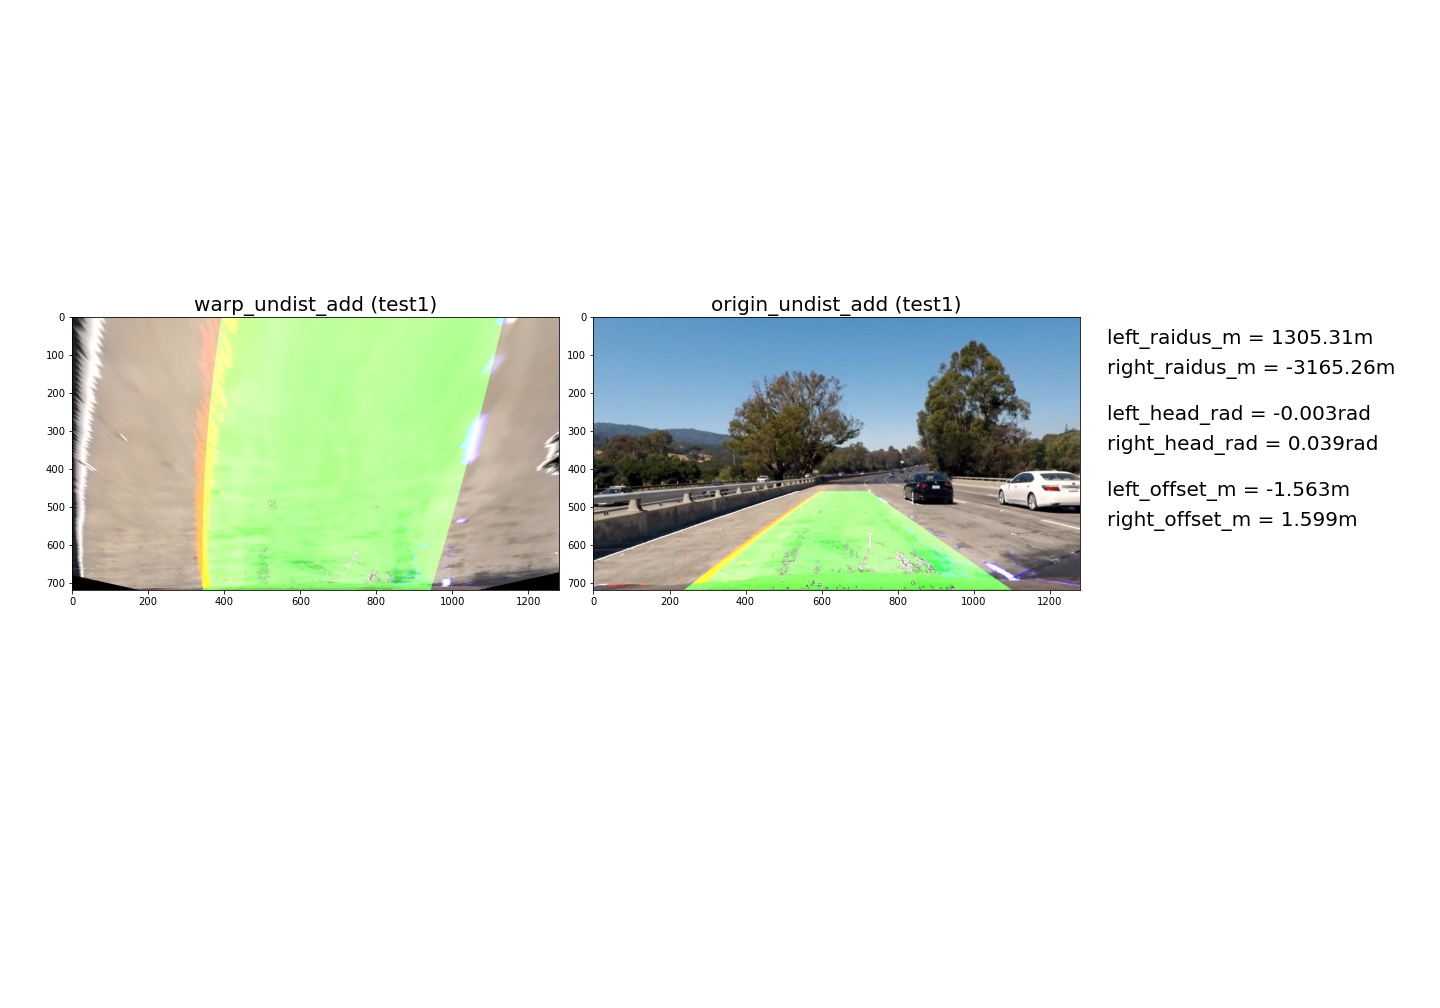 warp_undist_add (test1)
0
100
200
300
400
500
600
700
0 200 400 600 800 1000 1200
origin_undist_add (test1)
0
100
200
300
400
500
600
700
0 200 400 600 800 1000 1200
left_raidus_m = 1305.31m
right_raidus_m = -3165.26m
left_head_rad = -0.003rad
right_head_rad = 0.039rad
left_offset_m = -1.563m
right_offset_m = 1.599m